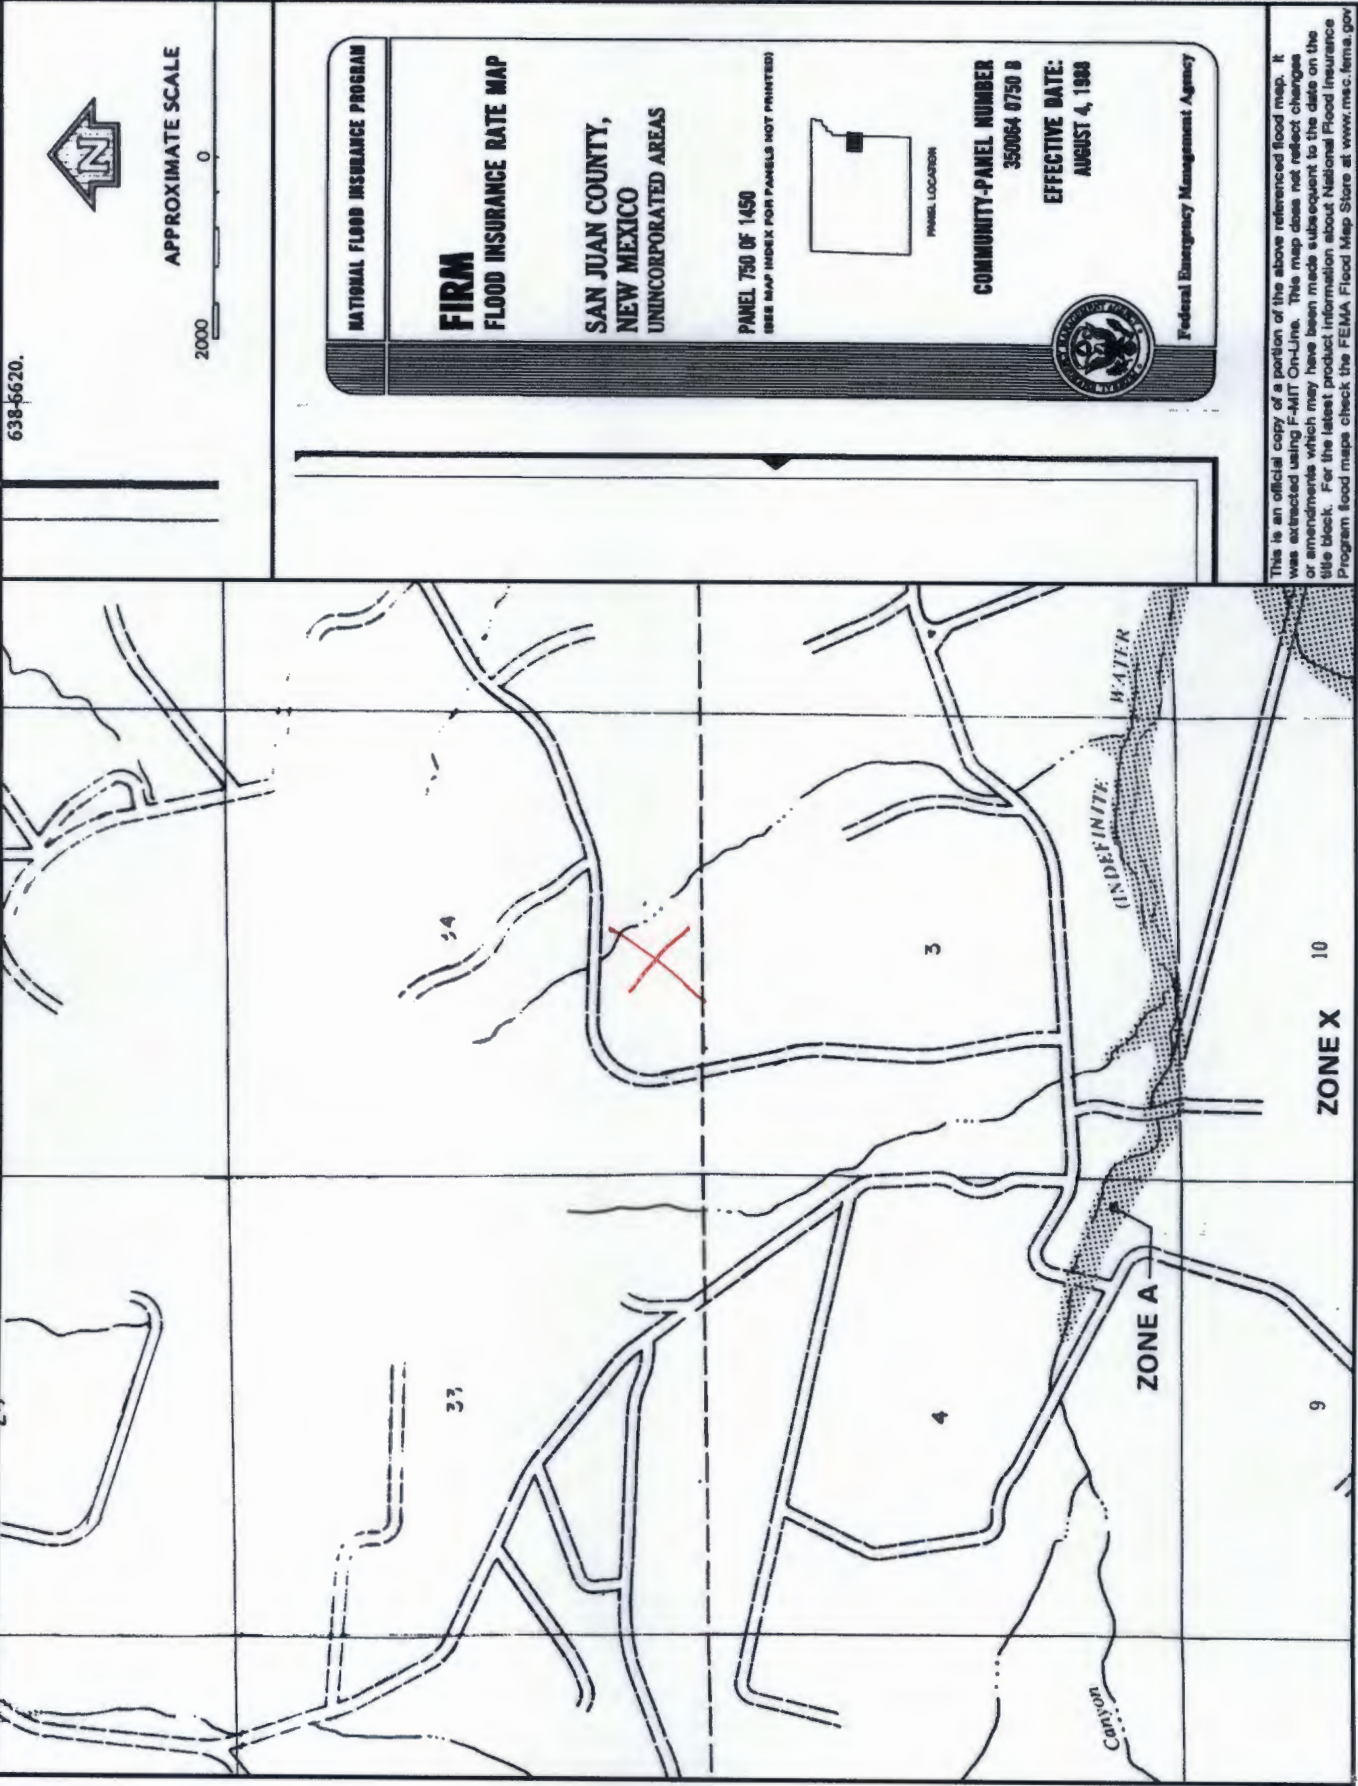 638-6620.
N
APPROXIMATE SCALE
2000 0
NATIONAL FLOOD INSURANCE PROGRAM
FIRM
FLOOD INSURANCE RATE MAP
SAN JUAN COUNTY,
NEW MEXICO
UNINCORPORATED AREAS
PANEL 750 OF 1450
(SEE MAP INDEX FOR PANELS NOT PRINTED)
PANEL LOCATION
COMMUNITY-PANEL NUMBER
350064 0750 B
EFFECTIVE DATE:
AUGUST 4, 1988
Federal Emergency Management Agency
This is an official copy of a portion of the above referenced flood map. It
was extracted using F-MIT On-Line. This map does not reflect changes
or amendments which may have been made subsequent to the date on the
title block. For the latest product information about National Flood Insurance
Program flood maps check the FEMA Flood Map Store at www.msc.fema.gov
33
4
3
(INDEFINITE WATER
ZONE A
ZONE X
Canyon
9
10